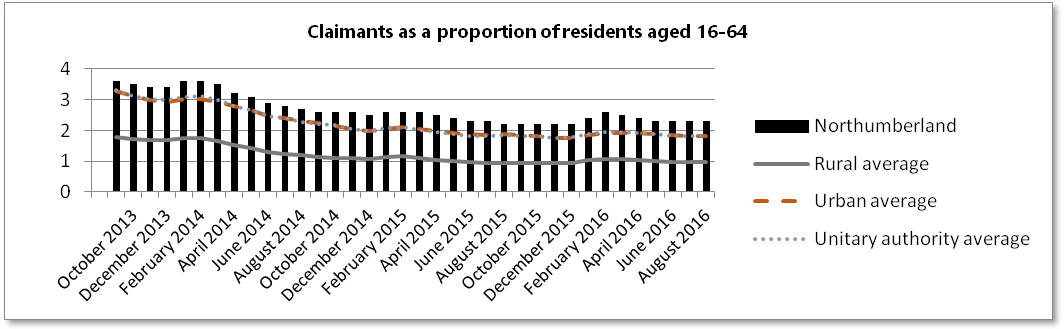 Claimants as a proportion of residents aged 16-64
4
3
2
1
0
October 2013
December 2013
February 2014
April 2014
June 2014
August 2014
October 2014
December 2014
February 2015
April 2015
June 2015
August 2015
October 2015
December 2015
February 2016
April 2016
June 2016
August 2016
Northumberland
Rural average
Urban average
Unitary authority average